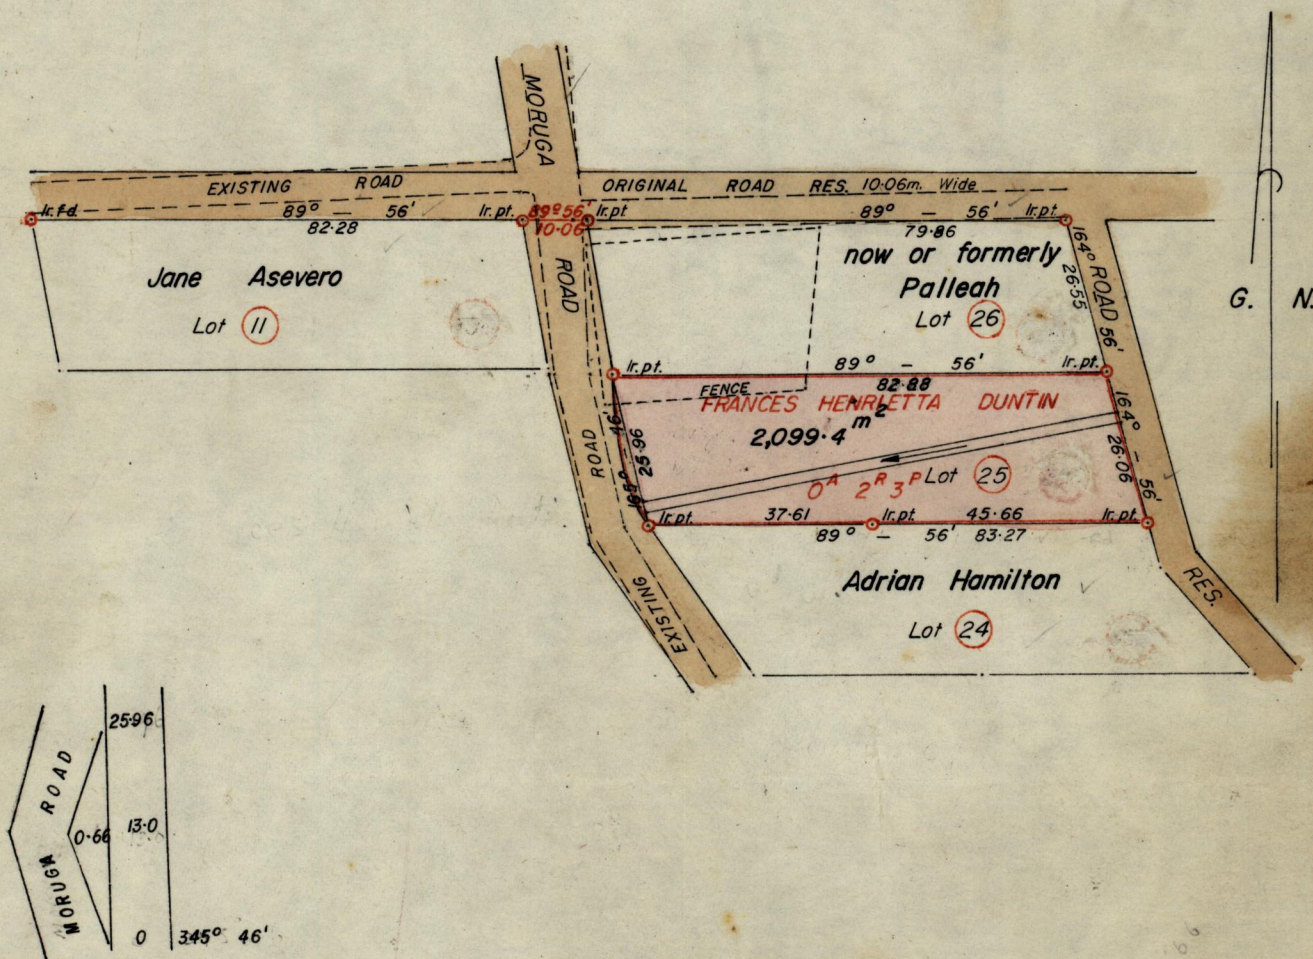 MORUGA
EXISTING ROAD
ORIGINAL ROAD RES. 10·06m. Wide
Ir.fd.
89° — 56'
82·28
Ir.pt.
89°56'
10·06
Ir.pt
89° — 56'
79·86
Ir.pt
164° 56'
26·55
ROAD
Jane Asevero
Lot 11
ROAD
now or formerly
Palleah
Lot 26
G. N.
Ir.pt.
89° — 56'
82·88
Ir.pt.
FENCE
FRANCES HENRIETTA DUNTIN
2,099·4 m²
165° 46'
25·96
0ᴬ 2ᴿ 3ᴾ
Lot 25
164° — 56'
26·06
ROAD
Ir.pt.
37·61
Ir.pt.
45·66
Ir.pt.
89° — 56' 83·27
EXISTING
Adrian Hamilton
Lot 24
RES.
MORUGA ROAD
25·96
0·66
13·0
0
345° 46'